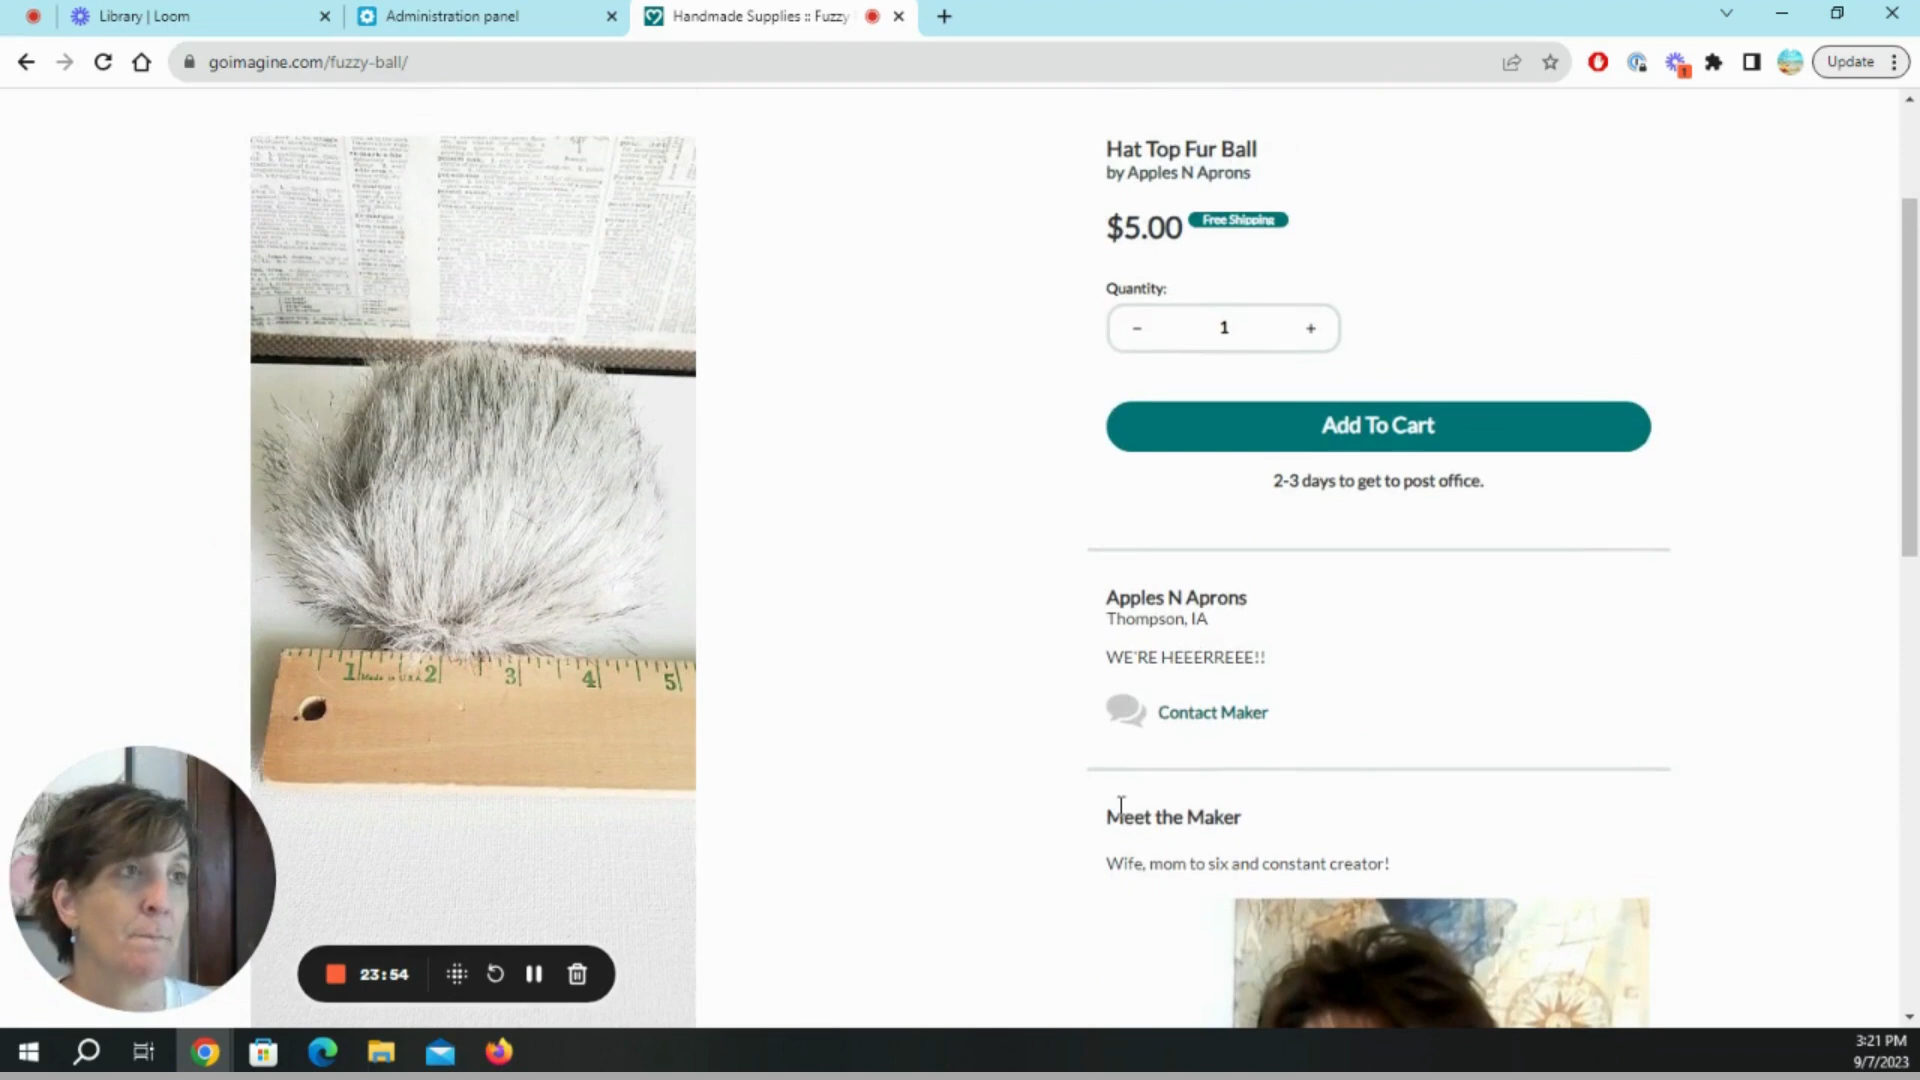 Library | Loom
Administration panel
Handmade Supplies :: Fuzzy
goimagine.com/fuzzy-ball/
Update
1
Hat Top Fur Ball
by Apples N Aprons
$5.00 Free Shipping
Quantity:
- 1 +
Add To Cart
2-3 days to get to post office.
Apples N Aprons
Thompson, IA
WE'RE HEEERREEE!!
Contact Maker
Meet the Maker
Wife, mom to six and constant creator!
1 Made in U.S.A. 2 3 4 5
23:54
3:21 PM
9/7/2023